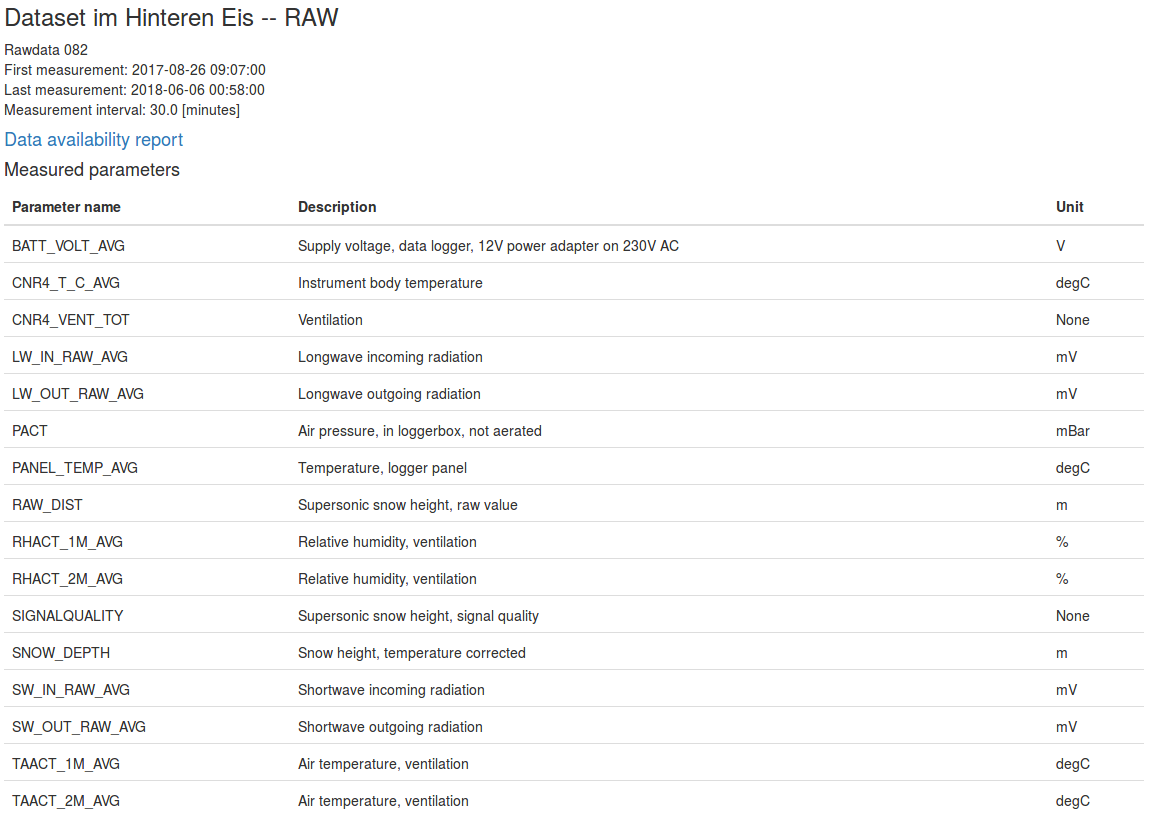 Dataset im Hinteren Eis -- RAW
Rawdata 082
First measurement: 2017-08-26 09:07:00
Last measurement: 2018-06-06 00:58:00
Measurement interval: 30.0 [minutes]
Data availability report
Measured parameters
Parameter name Description Unit
BATT_VOLT_AVG Supply voltage, data logger, 12V power adapter on 230V AC V
CNR4_T_C_AVG Instrument body temperature degC
CNR4_VENT_TOT Ventilation None
LW_IN_RAW_AVG Longwave incoming radiation mV
LW_OUT_RAW_AVG Longwave outgoing radiation mV
PACT Air pressure, in loggerbox, not aerated mBar
PANEL_TEMP_AVG Temperature, logger panel degC
RAW_DIST Supersonic snow height, raw value m
RHACT_1M_AVG Relative humidity, ventilation %
RHACT_2M_AVG Relative humidity, ventilation %
SIGNALQUALITY Supersonic snow height, signal quality None
SNOW_DEPTH Snow height, temperature corrected m
SW_IN_RAW_AVG Shortwave incoming radiation mV
SW_OUT_RAW_AVG Shortwave outgoing radiation mV
TAACT_1M_AVG Air temperature, ventilation degC
TAACT_2M_AVG Air temperature, ventilation degC